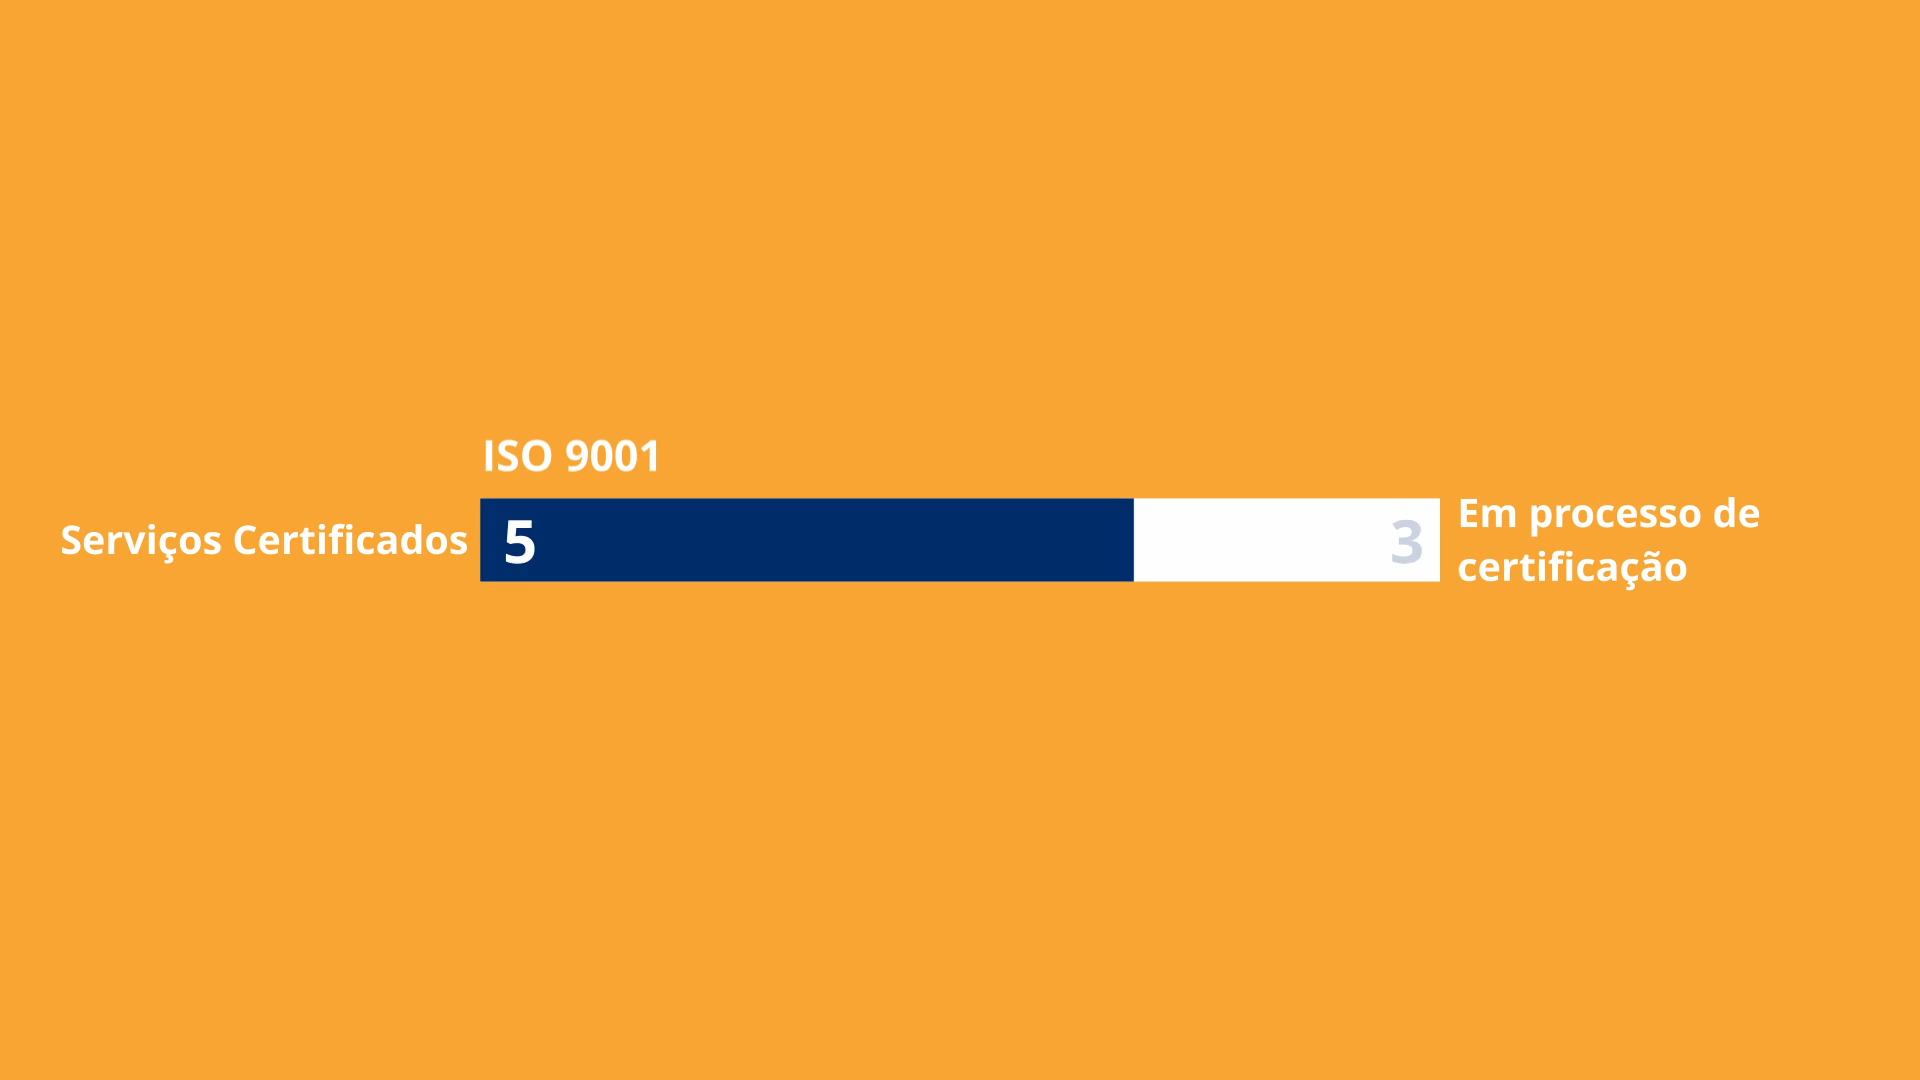 ISO 9001
Serviços Certificados
5
3
Em processo de
certificação